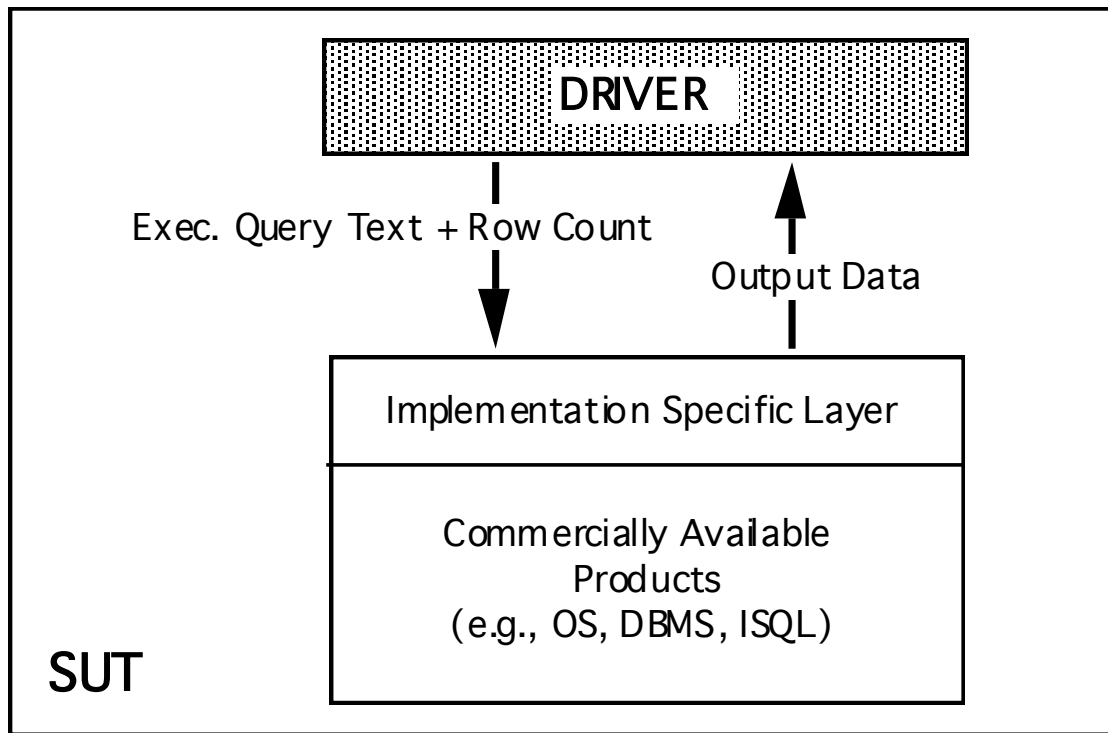 DRIVER
Exec. Query Text + Row Count
Output Data
Implementation Specific Layer
Commercially Available
Products
(e.g., OS, DBMS, ISQL)
SUT